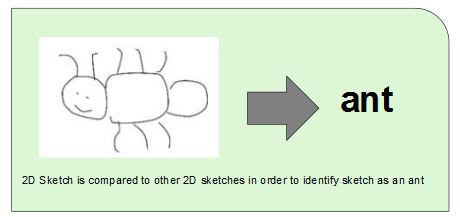 ant
2D Sketch is compared to other 2D sketches in order to identify sketch as an ant